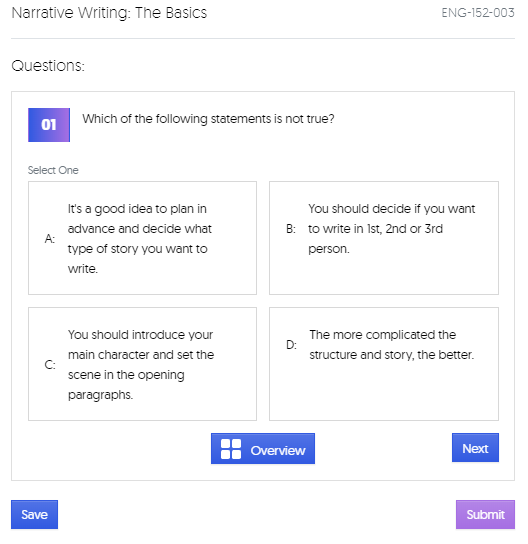 Narrative Writing: The Basics
ENG-152-003
Questions:
01
Which of the following statements is not true?
Select One
A:
It's a good idea to plan in
advance and decide what
type of story you want to
write.
B:
You should decide if you want
to write in 1st, 2nd or 3rd
person.
C:
You should introduce your
main character and set the
scene in the opening
paragraphs.
D:
The more complicated the
structure and story, the better.
Overview
Next
Save
Submit